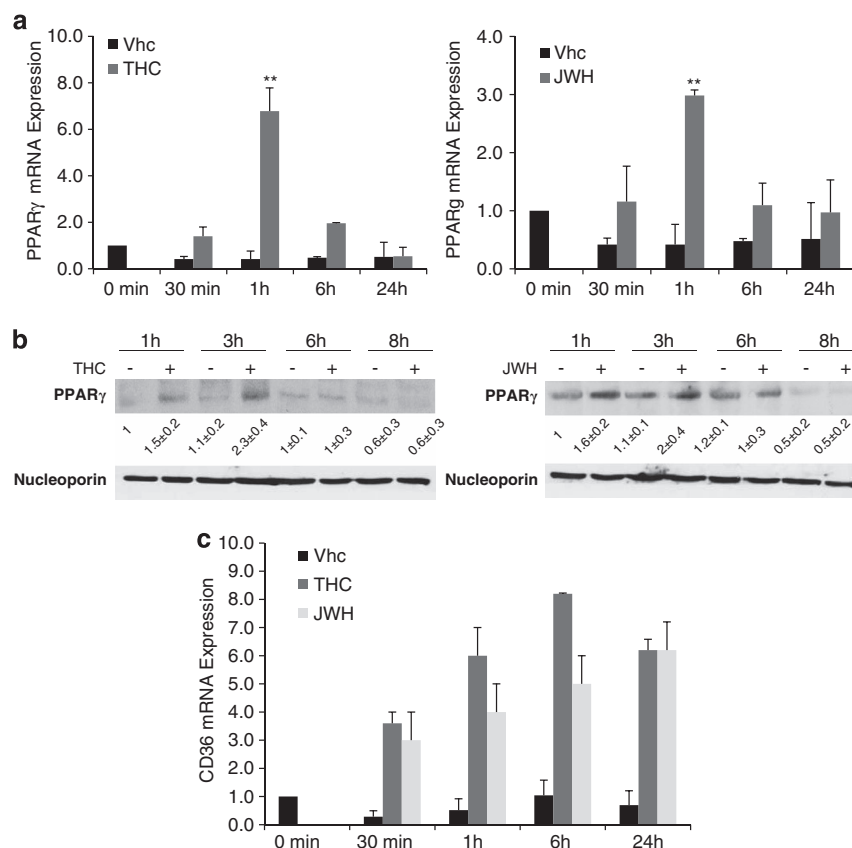 a
10.0
8.0
6.0
4.0
2.0
0.0
PPARγ mRNA Expression
Vhc
THC
**
0 min 30 min 1h 6h 24h
4.0
3.0
2.0
1.0
0.0
PPARg mRNA Expression
Vhc
JWH
**
0 min 30 min 1h 6h 24h
b
1h 3h 6h 8h
THC - + - + - + - +
PPARγ
1 1.5±0.2 1.1±0.2 2.3±0.4 1±0.1 1±0.3 0.6±0.3 0.6±0.3
Nucleoporin
1h 3h 6h 8h
JWH - + - + - + - +
PPARγ
1 1.6±0.2 1.1±0.1 2±0.4 1.2±0.1 1±0.3 0.5±0.2 0.5±0.2
Nucleoporin
c
10.0
9.0
8.0
7.0
6.0
5.0
4.0
3.0
2.0
1.0
0.0
CD36 mRNA Expression
Vhc
THC
JWH
0 min 30 min 1h 6h 24h